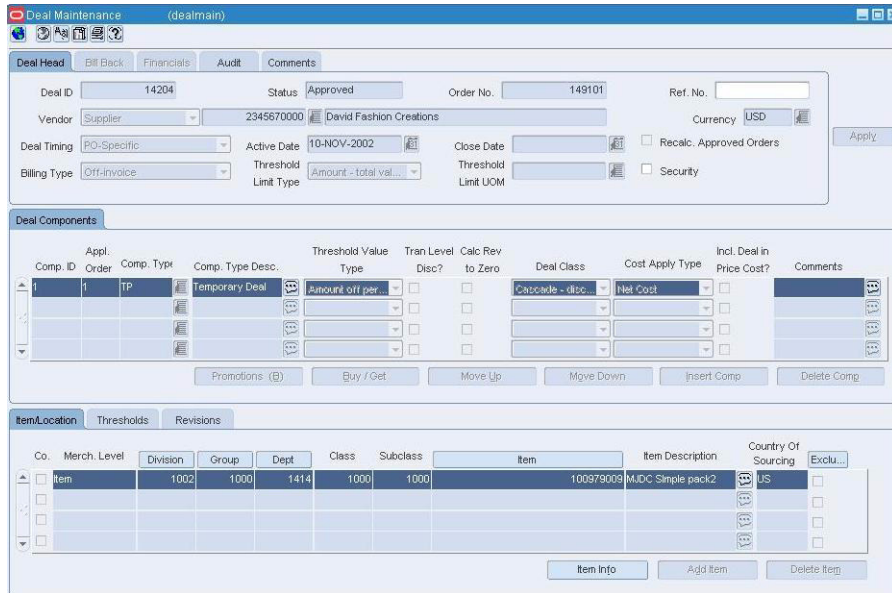 Deal Maintenance (dealmain)
Deal Head Bill Back Financials Audit Comments
Deal ID 14204 Status Approved Order No. 149101 Ref. No.
Vendor Supplier 2345670000 David Fashion Creations Currency USD
Apply
Deal Timing PO-Specific Active Date 10-NOV-2002 Close Date Recalc. Approved Orders
Billing Type Off-invoice Threshold Limit Type Amount - total val... Threshold Limit UOM Security
Deal Components
Comp. ID Appl. Order Comp. Type Comp. Type Desc. Threshold Value Type Tran Level Disc? Calc Rev to Zero Deal Class Cost Apply Type Incl. Deal in Price Cost? Comments
1 1 TP Temporary Deal Amount off per... Cascade - disc... Net Cost
Promotions (B) Buy / Get Move Up Move Down Insert Comp Delete Comp
Item/Location Thresholds Revisions
Co. Merch. Level Division Group Dept Class Subclass Item Item Description Country Of Sourcing Exclu...
Item 1002 1000 1414 1000 1000 100979009 MJDC Simple pack2 US
Item Info Add Item Delete Item